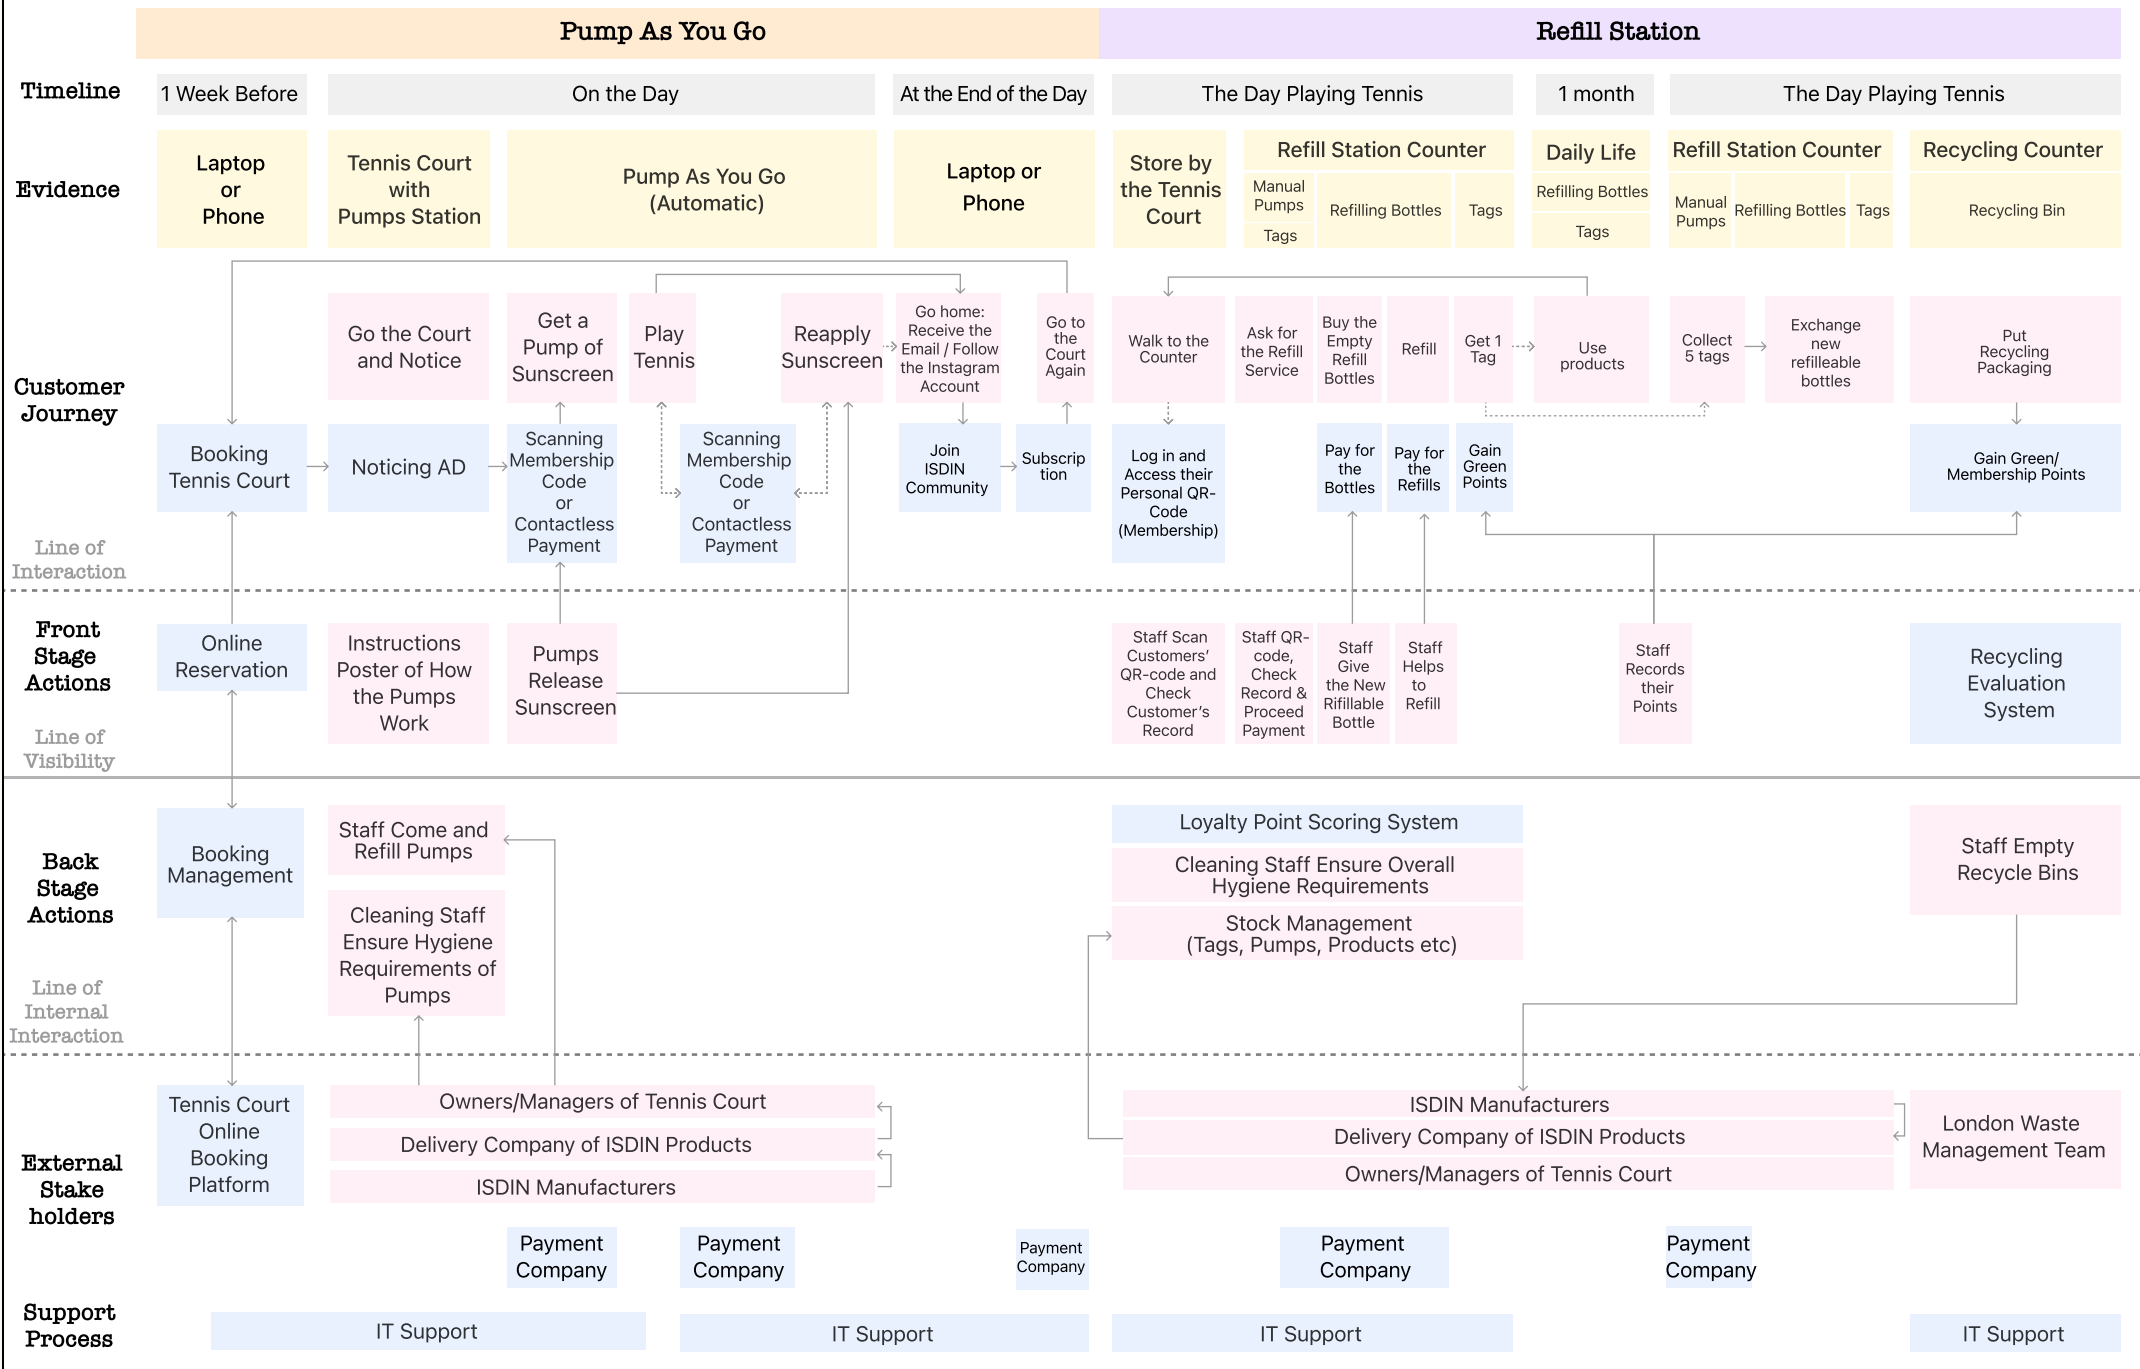 Pump As You Go
Refill Station
Timeline
1 Week Before
On the Day
At the End of the Day
The Day Playing Tennis
1 month
The Day Playing Tennis
Evidence
Laptop
or
Phone
Tennis Court
with
Pumps Station
Pump As You Go
(Automatic)
Laptop or
Phone
Store by
the Tennis
Court
Refill Station Counter
Manual
Pumps
Tags
Refilling Bottles
Tags
Daily Life
Refilling Bottles
Tags
Refill Station Counter
Manual
Pumps
Refilling Bottles
Tags
Recycling Counter
Recycling Bin
Customer
Journey
Go the Court
and Notice
Get a
Pump of
Sunscreen
Play
Tennis
Reapply
Sunscreen
Go home:
Receive the
Email / Follow
the Instagram
Account
Go to
the
Court
Again
Walk to the
Counter
Ask for
the Refill
Service
Buy the
Empty
Refill
Bottles
Refill
Get 1
Tag
Use
products
Collect
5 tags
Exchange
new
refilleable
bottles
Put
Recycling
Packaging
Booking
Tennis Court
Noticing AD
Scanning
Membership
Code
or
Contactless
Payment
Scanning
Membership
Code
or
Contactless
Payment
Join
ISDIN
Community
Subscrip
tion
Log in and
Access their
Personal QR-
Code
(Membership)
Pay for
the
Bottles
Pay for
the
Refills
Gain
Green
Points
Gain Green/
Membership Points
Line of
Interaction
Front
Stage
Actions
Online
Reservation
Instructions
Poster of How
the Pumps
Work
Pumps
Release
Sunscreen
Staff Scan
Customers'
QR-code and
Check
Customer's
Record
Staff QR-
code,
Check
Record &
Proceed
Payment
Staff
Give
the New
Rifillable
Bottle
Staff
Helps
to
Refill
Staff
Records
their
Points
Recycling
Evaluation
System
Line of
Visibility
Back
Stage
Actions
Booking
Management
Staff Come and
Refill Pumps
Cleaning Staff
Ensure Hygiene
Requirements of
Pumps
Loyalty Point Scoring System
Cleaning Staff Ensure Overall
Hygiene Requirements
Stock Management
(Tags, Pumps, Products etc)
Staff Empty
Recycle Bins
Line of
Internal
Interaction
External
Stake
holders
Tennis Court
Online
Booking
Platform
Owners/Managers of Tennis Court
Delivery Company of ISDIN Products
ISDIN Manufacturers
ISDIN Manufacturers
Delivery Company of ISDIN Products
Owners/Managers of Tennis Court
London Waste
Management Team
Payment
Company
Payment
Company
Payment
Company
Payment
Company
Payment
Company
Support
Process
IT Support
IT Support
IT Support
IT Support